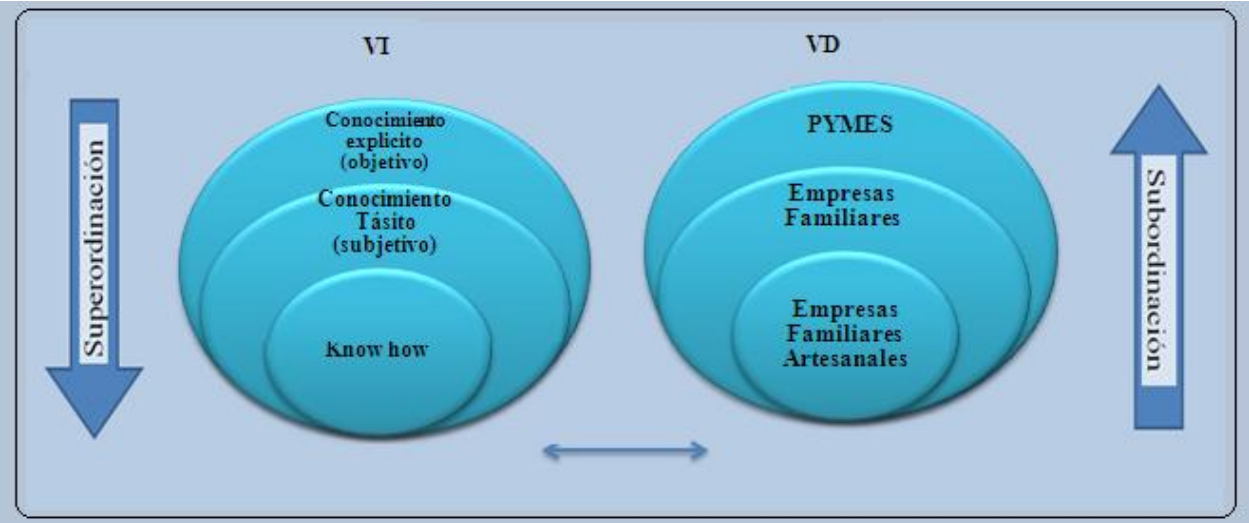 VI
VD
Superordinación
Conocimiento
explicito
(objetivo)
Conocimiento
Tásito
(subjetivo)
Know how
PYMES
Empresas
Familiares
Empresas
Familiares
Artesanales
Subordinación